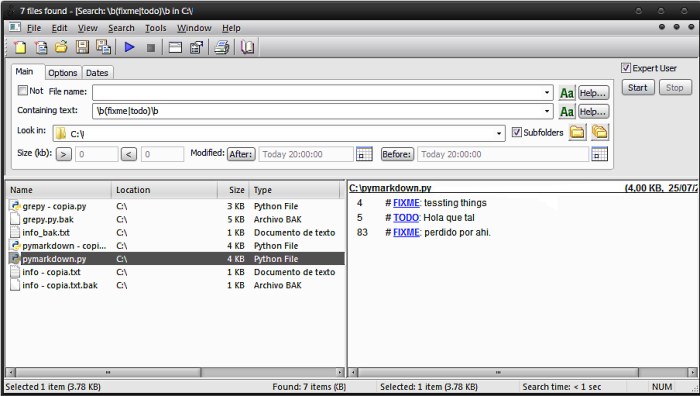 7 files found - [Search: \b(fixme|todo)\b in C:\
File Edit View Search Tools Window Help
Main Options Dates
Expert User
Not File name: Aa Help...
Start Stop
Containing text: \b(fixme|todo)\b Aa Help...
Look in: C:\ Subfolders
Size (kb): > 0 < 0 Modified: After: Today 20:00:00 Before: Today 20:00:00
Name Location Size Type
grepy - copia.py C:\ 3 KB Python File
grepy.py.bak C:\ 5 KB Archivo BAK
info_bak.txt C:\ 1 KB Documento de texto
pymarkdown - copi... C:\ 4 KB Python File
pymarkdown.py C:\ 4 KB Python File
info - copia.txt C:\ 1 KB Documento de texto
info - copia.txt.bak C:\ 1 KB Archivo BAK
C:\pymarkdown.py (4,00 KB, 25/07/2
4 # FIXME: tessting things
5 # TODO: Hola que tal
83 # FIXME: perdido por ahi.
Selected 1 item (3.78 KB) Found: 7 items (KB) Selected: 1 item (3.78 KB) Search time: < 1 sec NUM